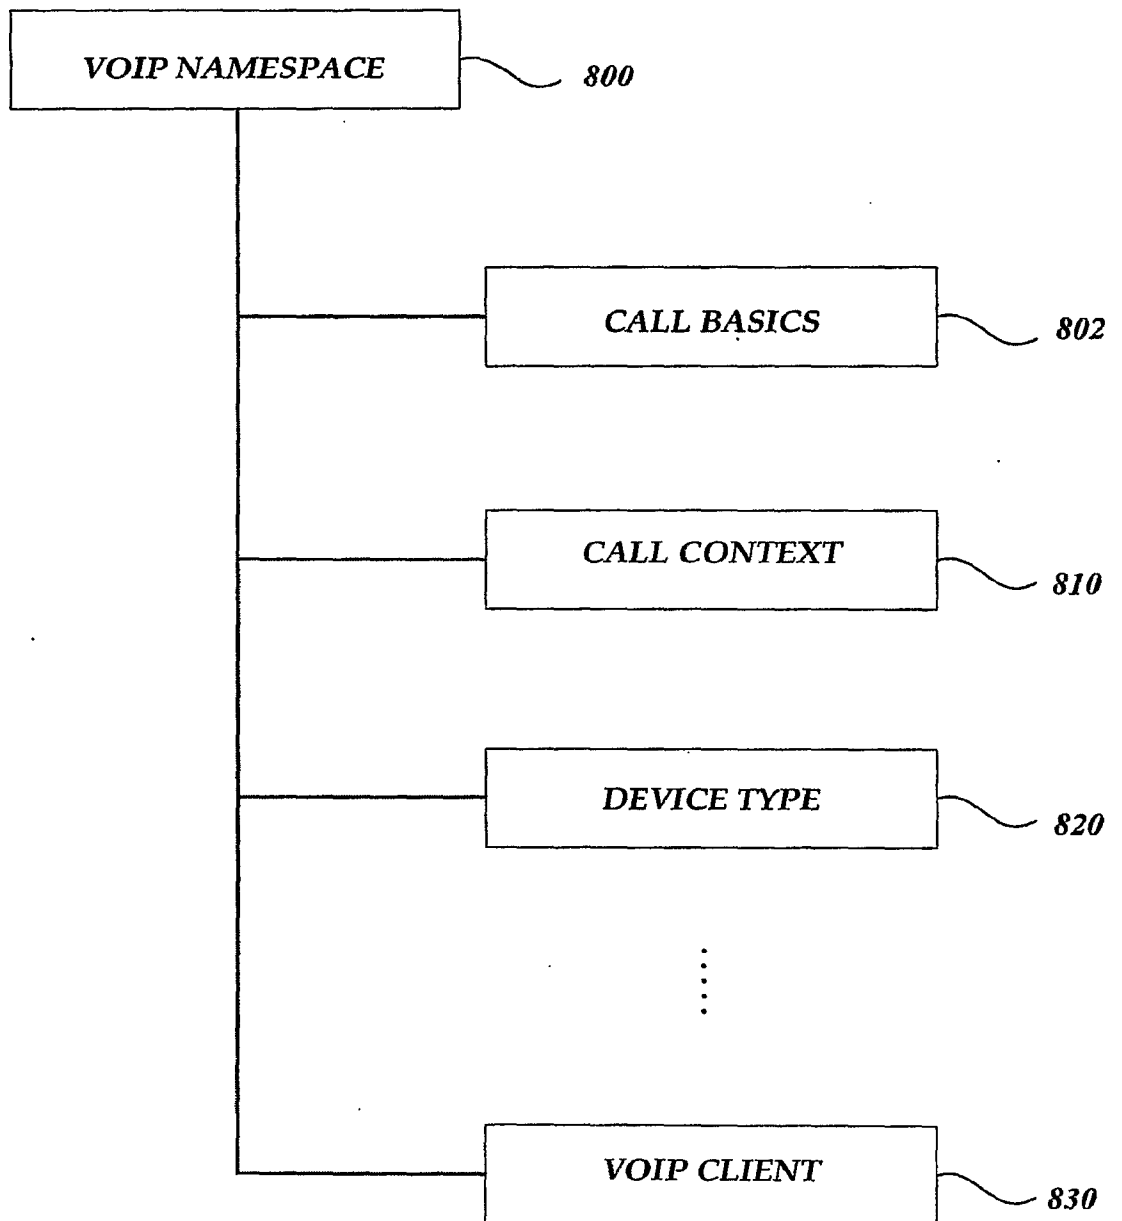 VOIP NAMESPACE
800
CALL BASICS
802
CALL CONTEXT
810
DEVICE TYPE
820
VOIP CLIENT
830